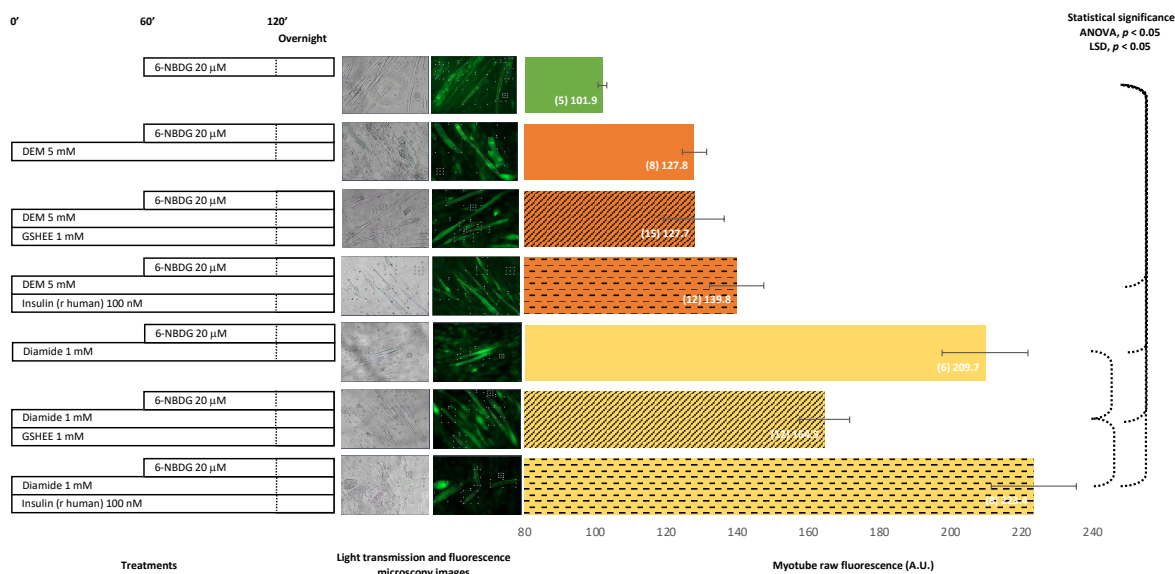 0’ 60’ 120’
Overnight
Statistical significance
ANOVA, p < 0.05
LSD, p < 0.05
6-NBDG 20 μM
(5) 101.9
6-NBDG 20 μM
DEM 5 mM
(8) 127.8
6-NBDG 20 μM
DEM 5 mM
GSHEE 1 mM
(15) 127.7
6-NBDG 20 μM
DEM 5 mM
Insulin (r human) 100 nM
(12) 139.8
6-NBDG 20 μM
Diamide 1 mM
(6) 209.7
6-NBDG 20 μM
Diamide 1 mM
GSHEE 1 mM
6-NBDG 20 μM
Diamide 1 mM
Insulin (r human) 100 nM
80 100 120 140 160 180 200 220 240
Treatments
Light transmission and fluorescence
microscopy images
Myotube raw fluorescence (A.U.)